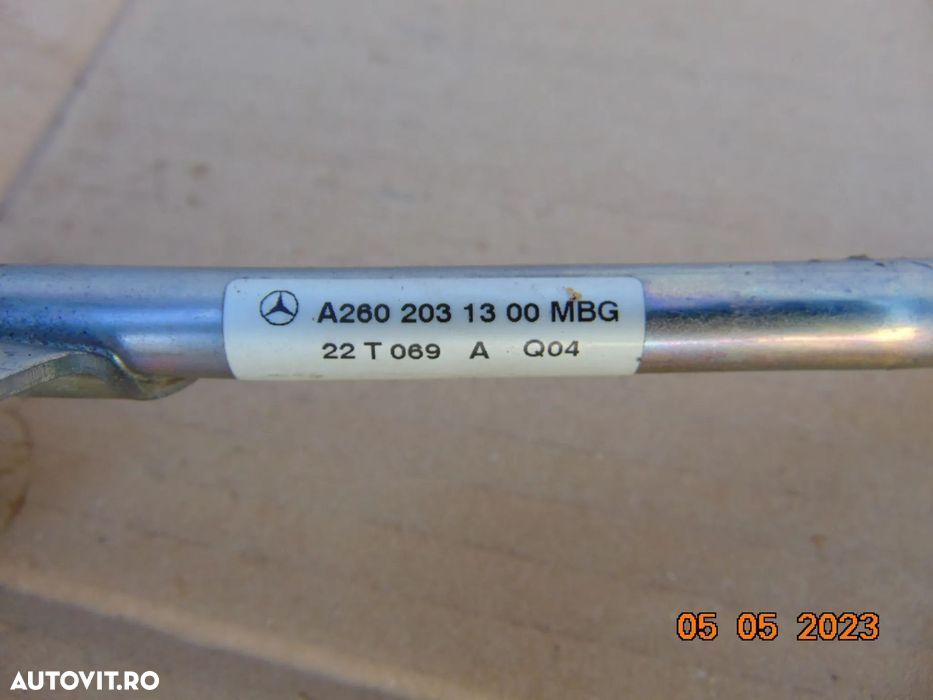 A260 203 13 00 MBG
22 T 069 A Q04
05 05 2023
AUTOVIT.RO